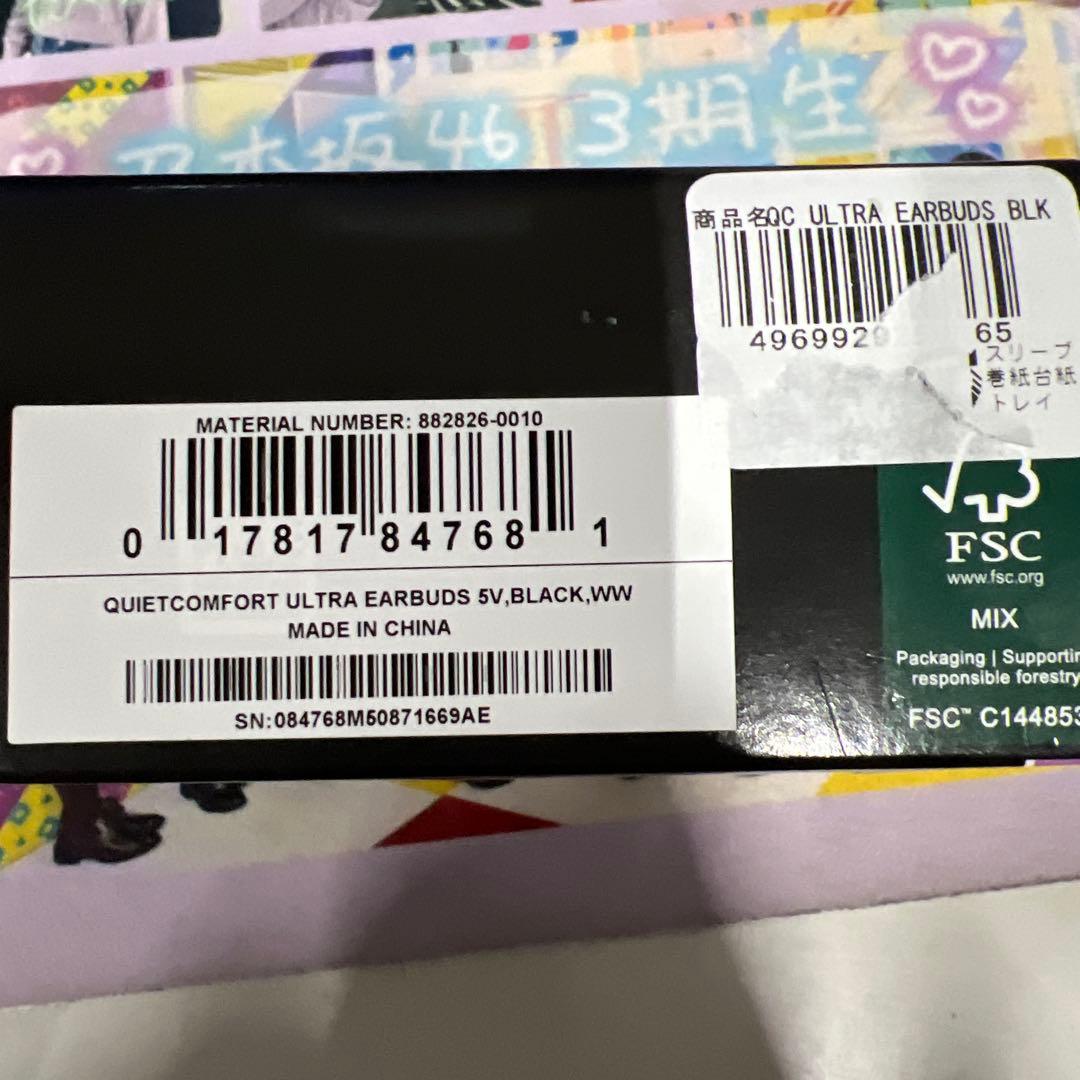 乃木坂46 3期生
商品名QC ULTRA EARBUDS BLK
4969929
65
スリーブ
巻紙台紙
トレイ
MATERIAL NUMBER: 882826-0010
0 17817 84768 1
QUIETCOMFORT ULTRA EARBUDS 5V,BLACK,WW
MADE IN CHINA
SN:084768M50871669AE
FSC
www.fsc.org
MIX
Packaging | Supportin
responsible forestry
FSC™ C144853